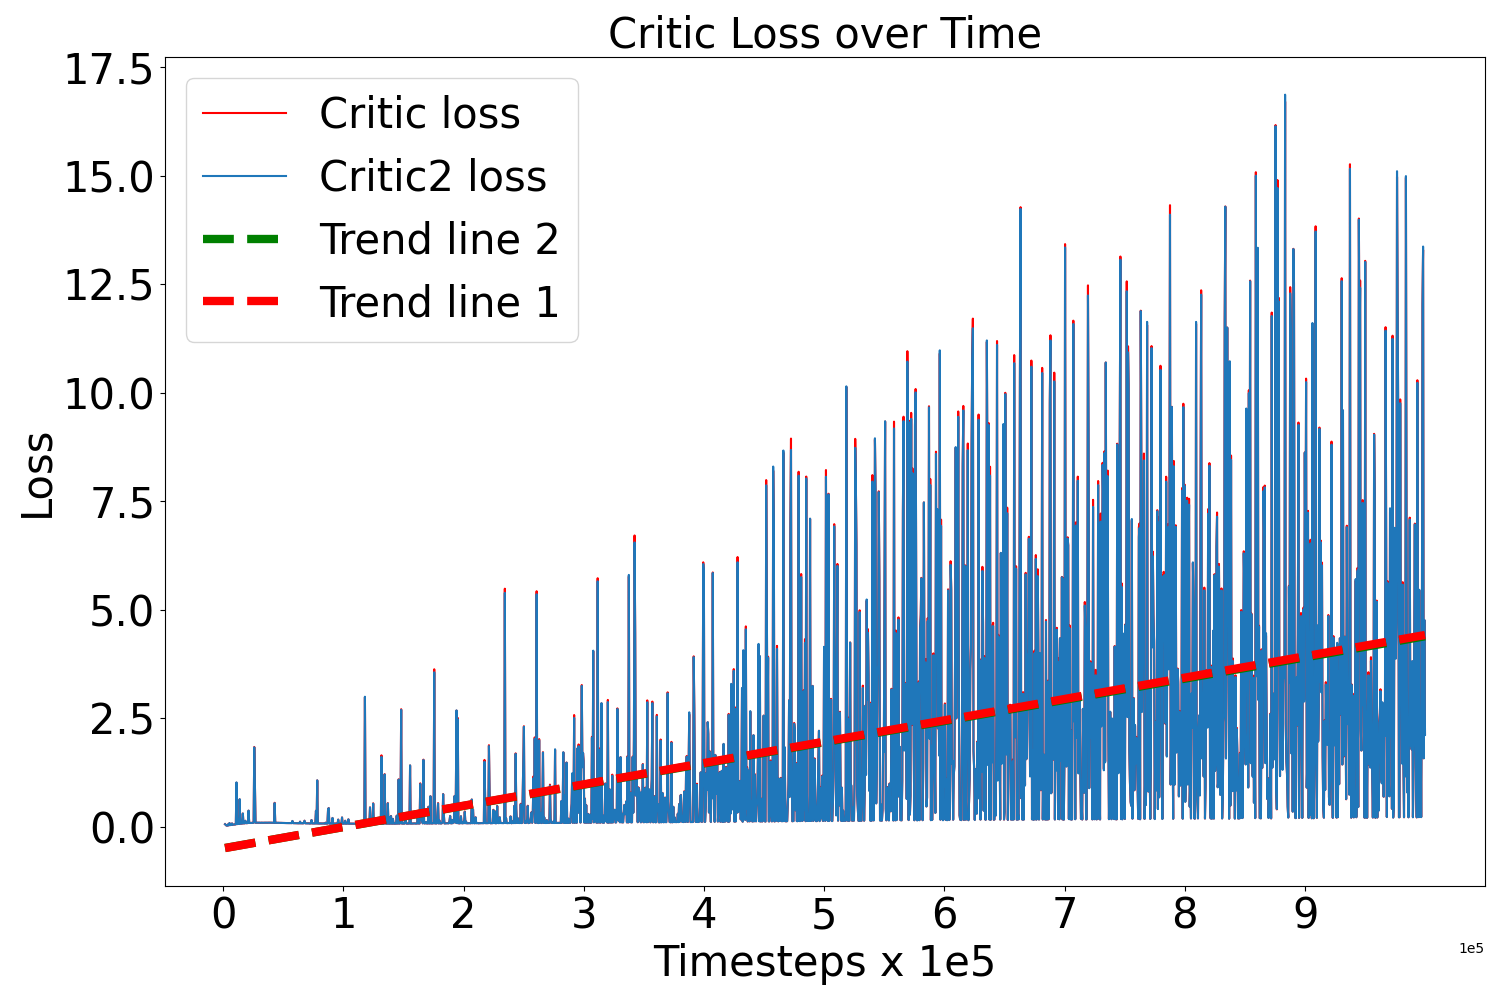 Critic Loss over Time
17.5
15.0
12.5
10.0
7.5
5.0
2.5
0.0
Loss
Critic loss
Critic2 loss
Trend line 2
Trend line 1
0 1 2 3 4 5 6 7 8 9
1e5
Timesteps x 1e5